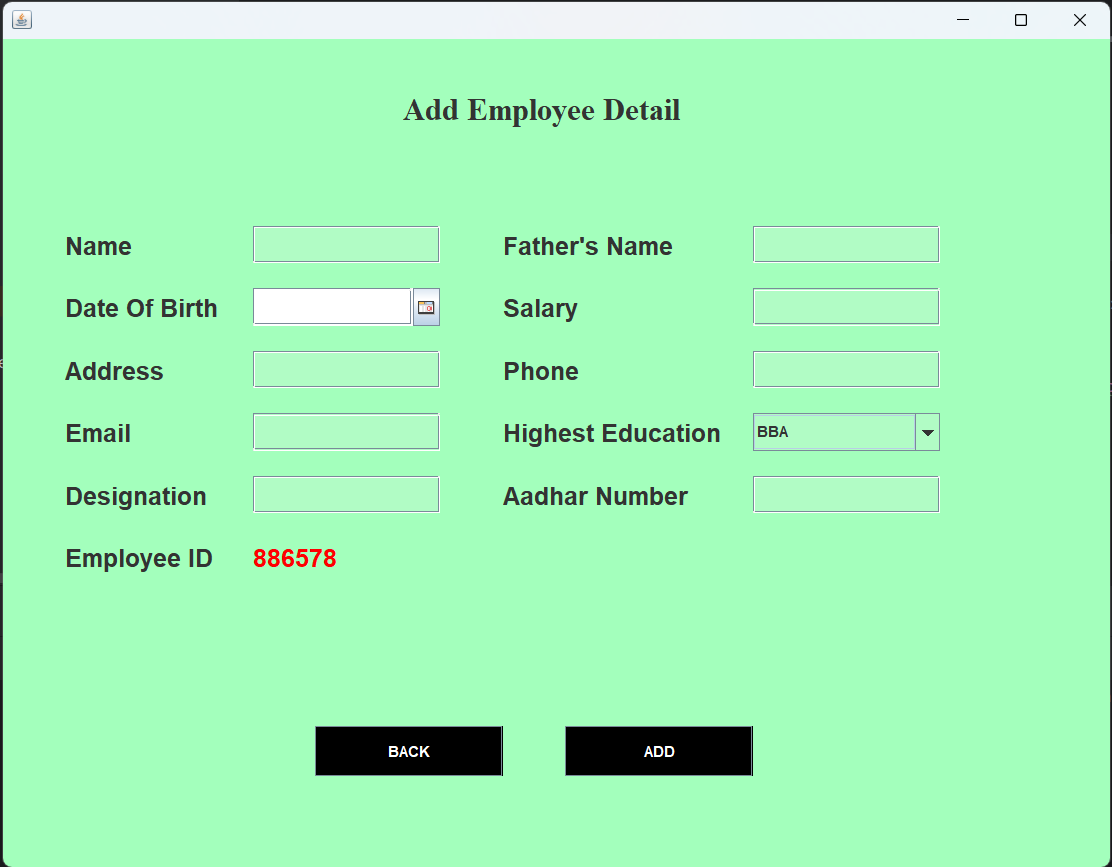 Add Employee Detail
Name
Father's Name
Date Of Birth
Salary
Address
Phone
Email
Highest Education
BBA
Designation
Aadhar Number
Employee ID
886578
BACK
ADD